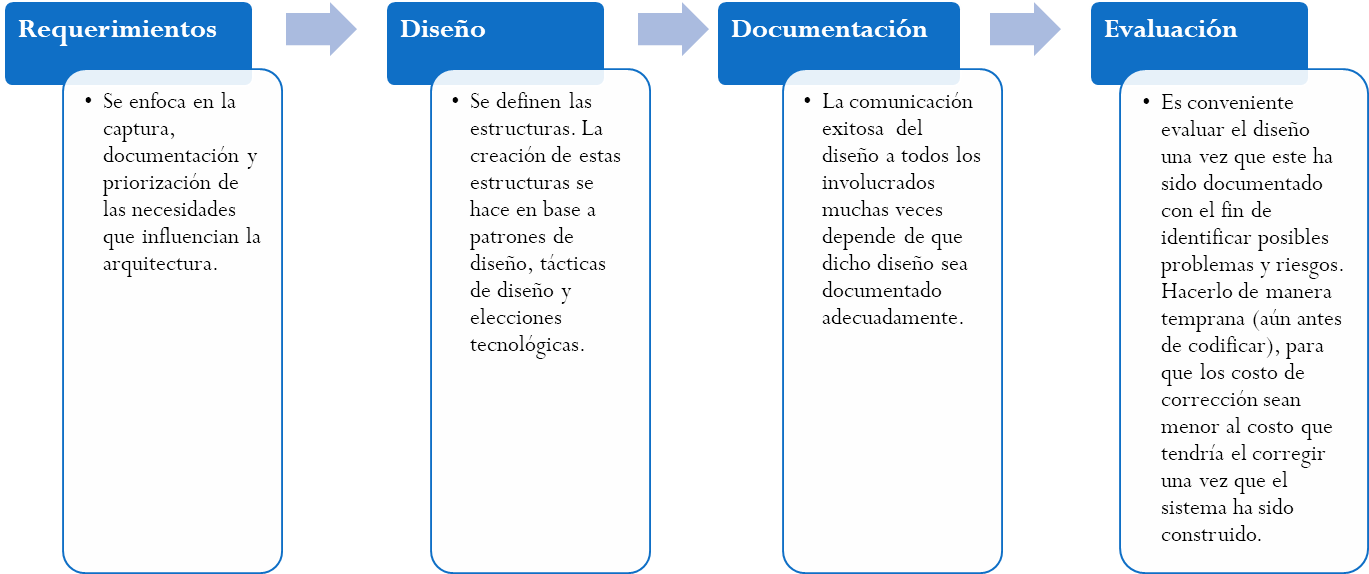 Requerimientos
• Se enfoca en la
captura,
documentación y
priorización de
las necesidades
que influencian la
arquitectura.
Diseño
• Se definen las
estructuras. La
creación de estas
estructuras se
hace en base a
patrones de
diseño, tácticas
de diseño y
elecciones
tecnológicas.
Documentación
• La comunicación
exitosa del
diseño a todos los
involucrados
muchas veces
depende de que
dicho diseño sea
documentado
adecuadamente.
Evaluación
• Es conveniente
evaluar el diseño
una vez que este ha
sido documentado
con el fin de
identificar posibles
problemas y riesgos.
Hacerlo de manera
temprana (aún antes
de codificar), para
que los costo de
corrección sean
menor al costo que
tendría el corregir
una vez que el
sistema ha sido
construido.